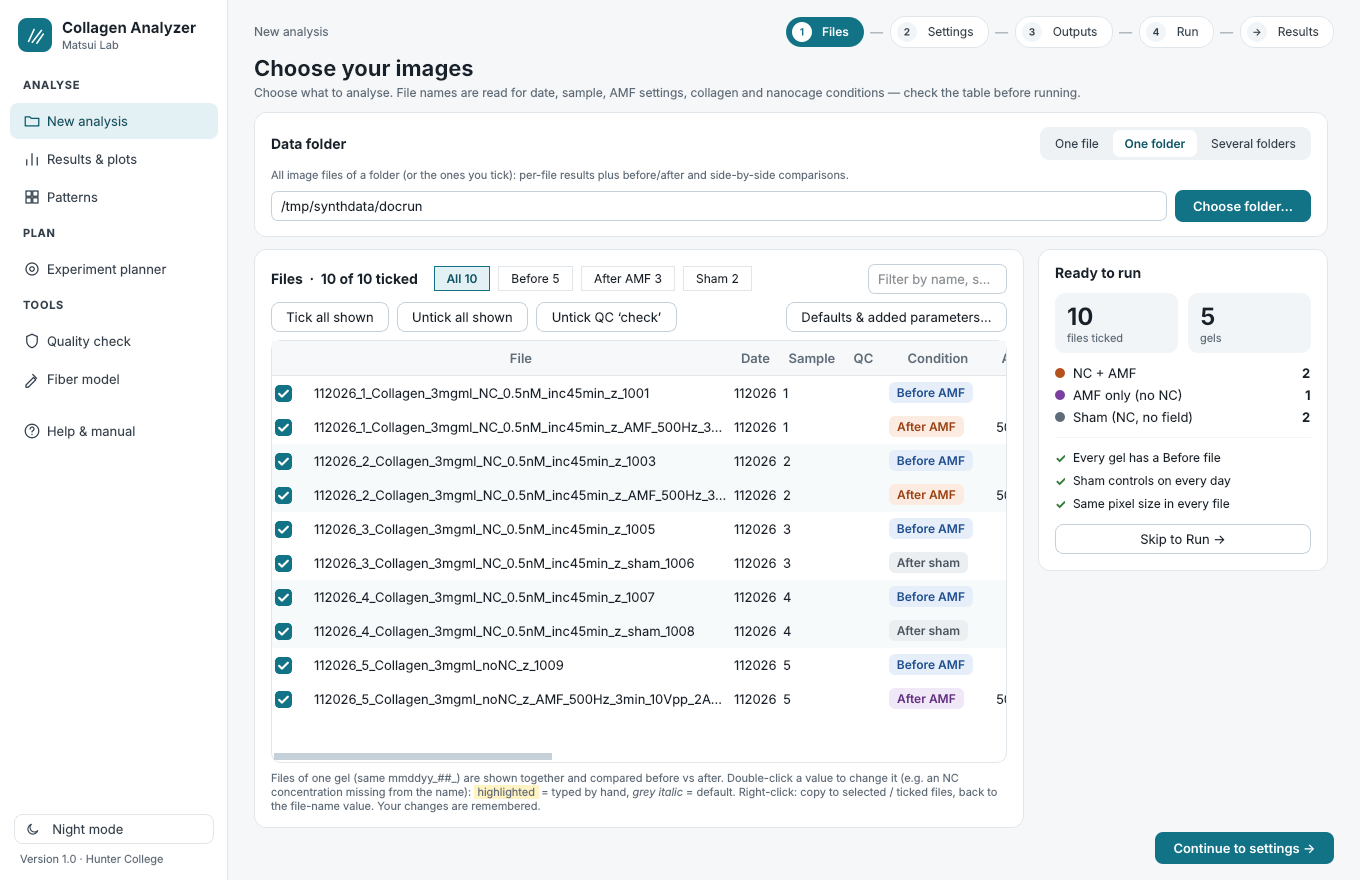 Collagen Analyzer
Matsui Lab
ANALYSE
New analysis
Results & plots
Patterns
PLAN
Experiment planner
TOOLS
Quality check
Fiber model
Help & manual
Night mode
Version 1.0 · Hunter College
New analysis
1 Files — 2 Settings — 3 Outputs — 4 Run — → Results
Choose your images
Choose what to analyse. File names are read for date, sample, AMF settings, collagen and nanocage conditions — check the table before running.
Data folder
One file One folder Several folders
All image files of a folder (or the ones you tick): per-file results plus before/after and side-by-side comparisons.
/tmp/synthdata/docrun
Choose folder...
Files · 10 of 10 ticked All 10 Before 5 After AMF 3 Sham 2 Filter by name, s...
Tick all shown Untick all shown Untick QC ‘check’ Defaults & added parameters...
File Date Sample QC Condition
112026_1_Collagen_3mgml_NC_0.5nM_inc45min_z_1001 112026 1 Before AMF
112026_1_Collagen_3mgml_NC_0.5nM_inc45min_z_AMF_500Hz_3... 112026 1 After AMF 50
112026_2_Collagen_3mgml_NC_0.5nM_inc45min_z_1003 112026 2 Before AMF
112026_2_Collagen_3mgml_NC_0.5nM_inc45min_z_AMF_500Hz_3... 112026 2 After AMF 50
112026_3_Collagen_3mgml_NC_0.5nM_inc45min_z_1005 112026 3 Before AMF
112026_3_Collagen_3mgml_NC_0.5nM_inc45min_z_sham_1006 112026 3 After sham
112026_4_Collagen_3mgml_NC_0.5nM_inc45min_z_1007 112026 4 Before AMF
112026_4_Collagen_3mgml_NC_0.5nM_inc45min_z_sham_1008 112026 4 After sham
112026_5_Collagen_3mgml_noNC_z_1009 112026 5 Before AMF
112026_5_Collagen_3mgml_noNC_z_AMF_500Hz_3min_10Vpp_2A... 112026 5 After AMF 50
Files of one gel (same mmddyy_##_) are shown together and compared before vs after. Double-click a value to change it (e.g. an NC
concentration missing from the name): highlighted = typed by hand, grey italic = default. Right-click: copy to selected / ticked files, back to
the file-name value. Your changes are remembered.
Ready to run
10 5
files ticked gels
NC + AMF 2
AMF only (no NC) 1
Sham (NC, no field) 2
Every gel has a Before file
Sham controls on every day
Same pixel size in every file
Skip to Run →
Continue to settings →